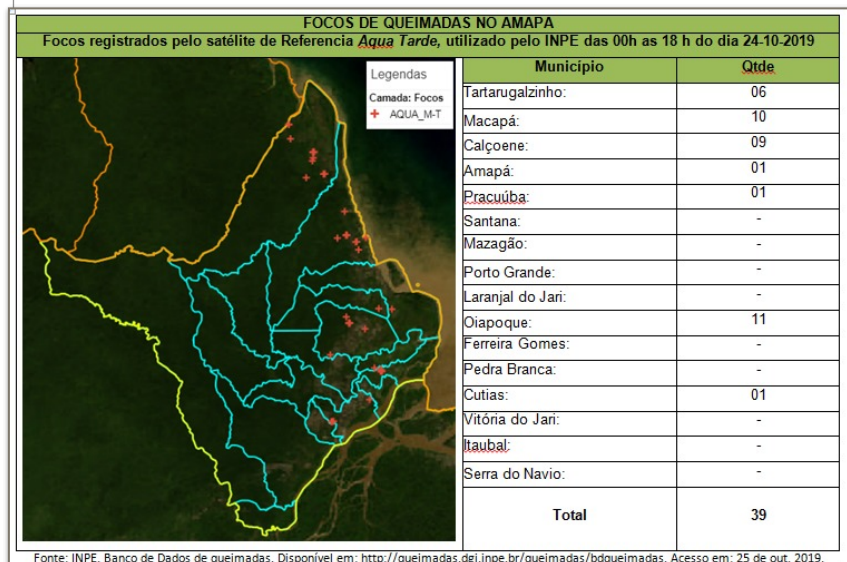 FOCOS DE QUEIMADAS NO AMAPA
Focos registrados pelo satélite de Referencia Aqua Tarde, utilizado pelo INPE das 00h as 18 h do dia 24-10-2019
Legendas
Camada: Focos
AQUA_M-T
Município Qtde
Tartarugalzinho: 06
Macapá: 10
Calçoene: 09
Amapá: 01
Pracuúba: 01
Santana: -
Mazagão: -
Porto Grande: -
Laranjal do Jari: -
Oiapoque: 11
Ferreira Gomes: -
Pedra Branca: -
Cutias: 01
Vitória do Jari: -
Itaubal: -
Serra do Navio: -
Total 39
Fonte: INPE. Banco de Dados de queimadas. Disponível em: http://queimadas.dgi.inpe.br/queimadas/bdqueimadas. Acesso em: 25 de out. 2019.